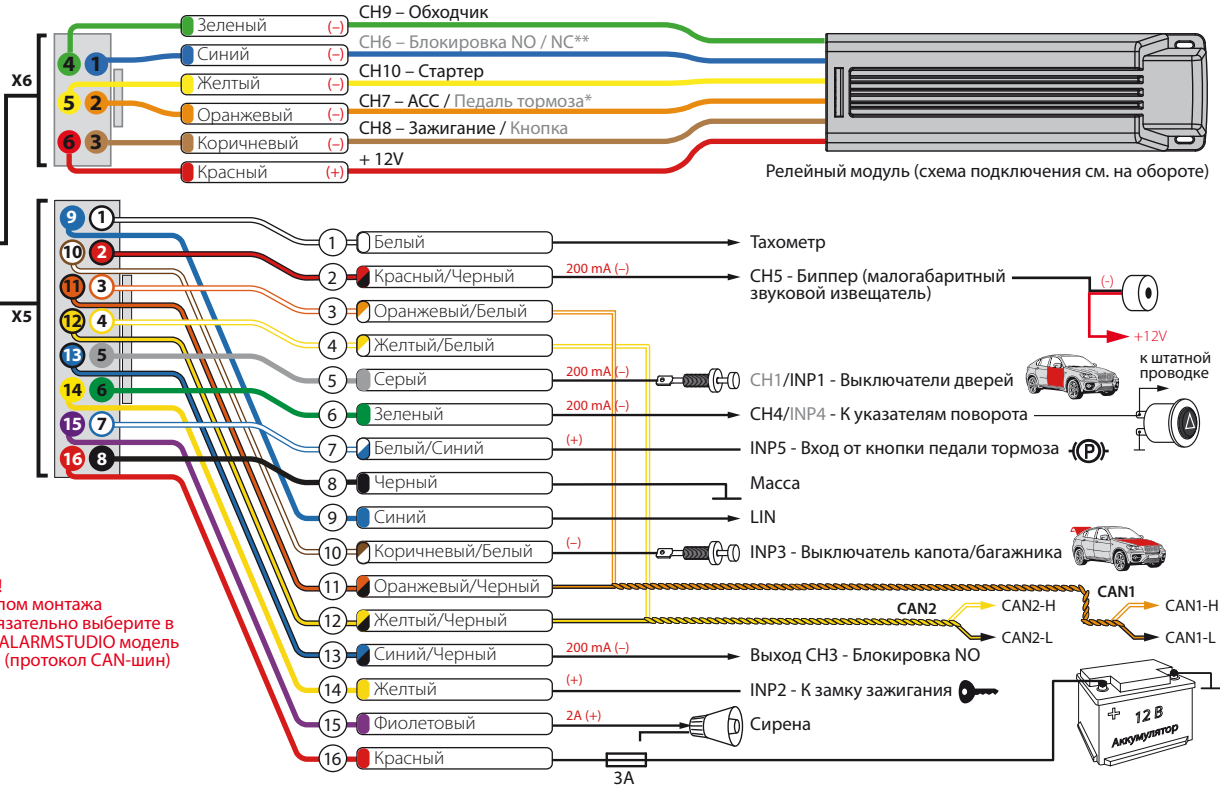 X6
4 1
5 2
6 3
Зеленый (–) CH9 – Обходчик
Синий (–) CH6 – Блокировка NO / NC**
Желтый (–) CH10 – Стартер
Оранжевый (–) CH7 – ACC / Педаль тормоза*
Коричневый (–) CH8 – Зажигание / Кнопка
Красный (+) + 12V
Релейный модуль (схема подключения см. на обороте)
X5
9 1
10 2
11 3
12 4
13 5
14 6
15 7
16 8
1 Белый Тахометр
2 Красный/Черный 200 mA (–) CH5 - Биппер (малогабаритный
звуковой извещатель)
(-)
+12V
3 Оранжевый/Белый
4 Желтый/Белый
5 Серый 200 mA (–) CH1/INP1 - Выключатели дверей
к штатной
проводке
6 Зеленый 200 mA (–) CH4/INP4 - К указателям поворота
7 Белый/Синий (+) INP5 - Вход от кнопки педали тормоза (P)
8 Черный Масса
9 Синий LIN
10 Коричневый/Белый (–) INP3 - Выключатель капота/багажника
11 Оранжевый/Черный CAN1
CAN1-H
CAN1-L
12 Желтый/Черный CAN2
CAN2-H
CAN2-L
13 Синий/Черный 200 mA (–) Выход CH3 - Блокировка NO
14 Желтый (+) INP2 - К замку зажигания
15 Фиолетовый 2A (+) Сирена
16 Красный 3A
+ – 12 В
Аккумулятор
!
лом монтажа
язательно выберите в
ALARMSTUDIO модель
(протокол CAN-шин)